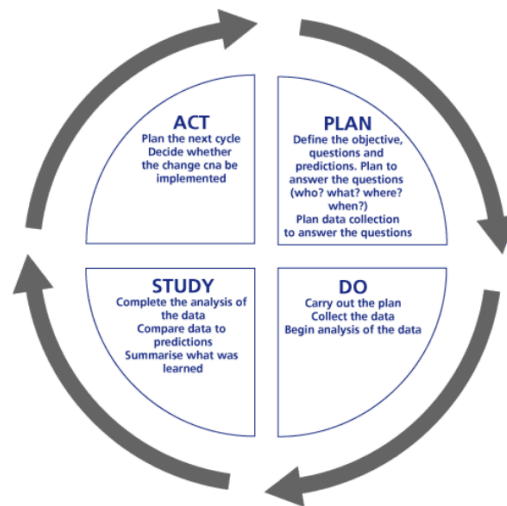 ACT
Plan the next cycle
Decide whether
the change cna be
implemented
PLAN
Define the objective,
questions and
predictions. Plan to
answer the questions
(who? what? where?
when?)
Plan data collection
to answer the questions
STUDY
Complete the analysis of
the data
Compare data to
predictions
Summarise what was
learned
DO
Carry out the plan
Collect the data
Begin analysis of the data